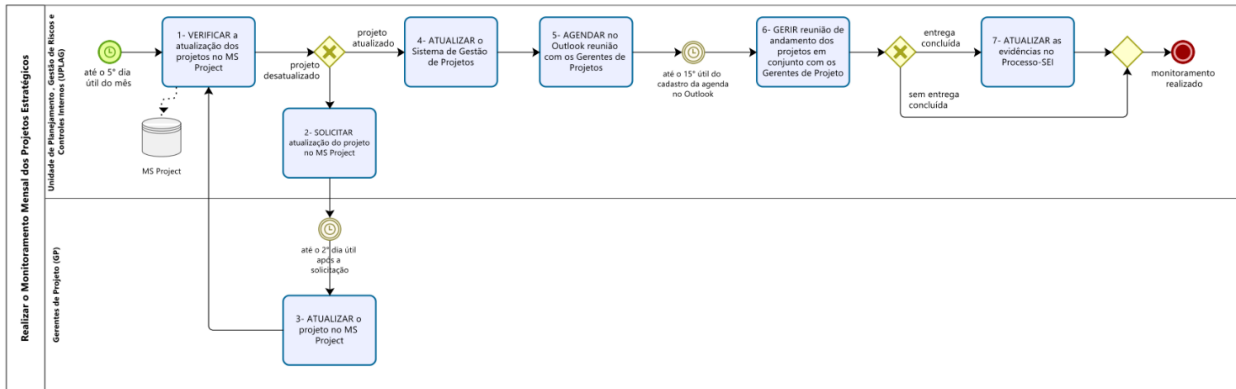 Realizar o Monitoramento Mensal dos Projetos Estratégicos
Unidade de Planejamento , Gestão de Riscos e
Controles Internos (UPLAG)
até o 5° dia
útil do mês
1- VERIFICAR a
atualização dos
projetos no MS
Project
MS Project
projeto
atualizado
projeto
desatualizado
2- SOLICITAR
atualização do projeto
no MS Project
4- ATUALIZAR o
Sistema de Gestão
de Projetos
5- AGENDAR no
Outlook reunião
com os Gerentes de
Projetos
até o 15° útil do
cadastro da agenda
no Outlook
6- GERIR reunião de
andamento dos
projetos em
conjunto com os
Gerentes de Projeto
entrega
concluída
sem entrega
concluída
7- ATUALIZAR as
evidências no
Processo-SEI
monitoramento
realizado
Gerentes de Projeto (GP)
até o 2° dia útil
após a
solicitação
3- ATUALIZAR o
projeto no MS
Project